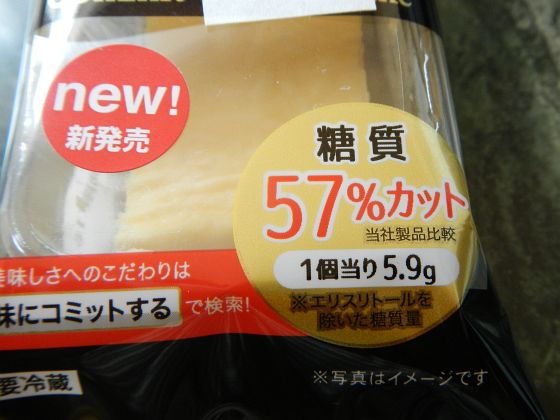 new!
新発売
糖質
57%カット
当社製品比較
1個当り5.9g
※エリスリトールを
除いた糖質量
美味しさへのこだわりは
味にコミットする で検索!
要冷蔵
※写真はイメージです